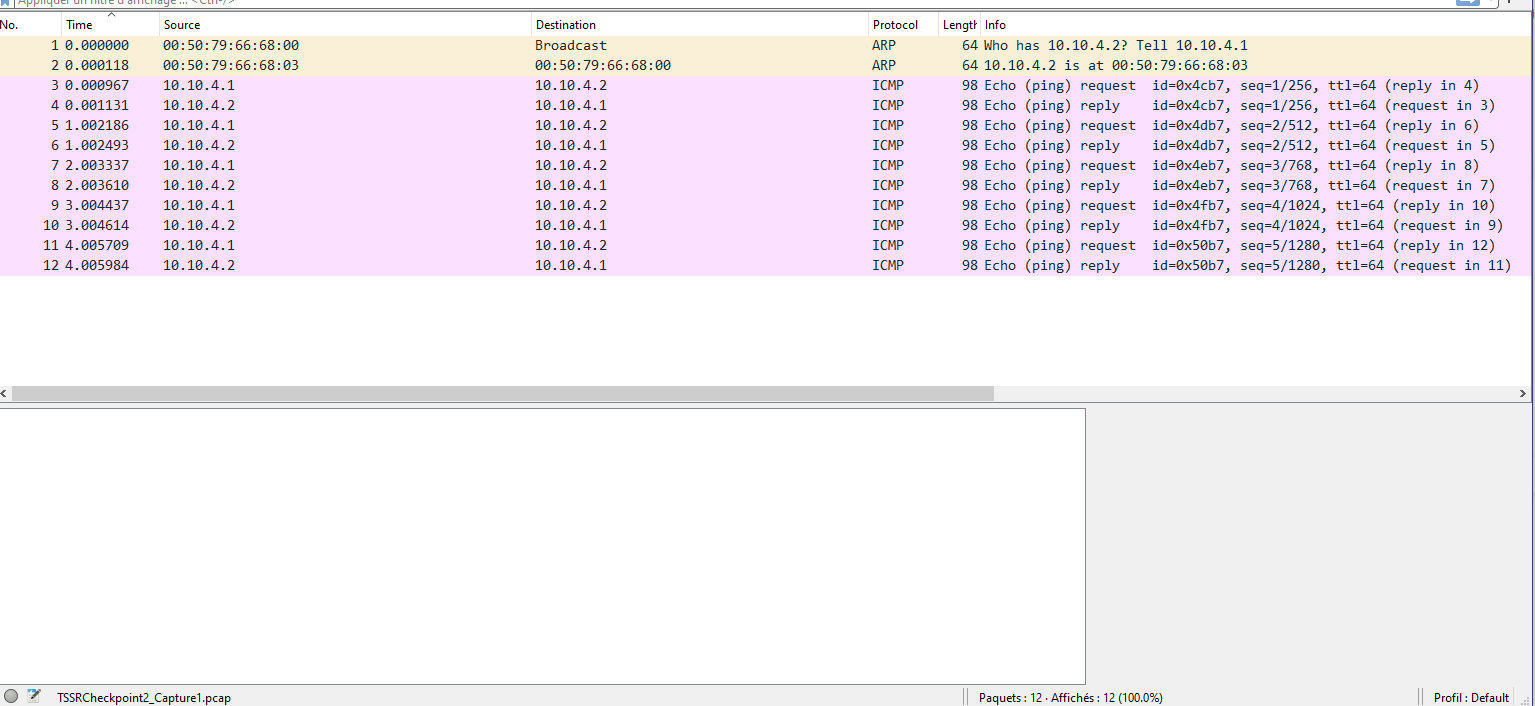 Appliquer un filtre d'affichage ... <Ctrl-/>
No. Time Source Destination Protocol Length Info
1 0.000000 00:50:79:66:68:00 Broadcast ARP 64 Who has 10.10.4.2? Tell 10.10.4.1
2 0.000118 00:50:79:66:68:03 00:50:79:66:68:00 ARP 64 10.10.4.2 is at 00:50:79:66:68:03
3 0.000967 10.10.4.1 10.10.4.2 ICMP 98 Echo (ping) request id=0x4cb7, seq=1/256, ttl=64 (reply in 4)
4 0.001131 10.10.4.2 10.10.4.1 ICMP 98 Echo (ping) reply id=0x4cb7, seq=1/256, ttl=64 (request in 3)
5 1.002186 10.10.4.1 10.10.4.2 ICMP 98 Echo (ping) request id=0x4db7, seq=2/512, ttl=64 (reply in 6)
6 1.002493 10.10.4.2 10.10.4.1 ICMP 98 Echo (ping) reply id=0x4db7, seq=2/512, ttl=64 (request in 5)
7 2.003337 10.10.4.1 10.10.4.2 ICMP 98 Echo (ping) request id=0x4eb7, seq=3/768, ttl=64 (reply in 8)
8 2.003610 10.10.4.2 10.10.4.1 ICMP 98 Echo (ping) reply id=0x4eb7, seq=3/768, ttl=64 (request in 7)
9 3.004437 10.10.4.1 10.10.4.2 ICMP 98 Echo (ping) request id=0x4fb7, seq=4/1024, ttl=64 (reply in 10)
10 3.004614 10.10.4.2 10.10.4.1 ICMP 98 Echo (ping) reply id=0x4fb7, seq=4/1024, ttl=64 (request in 9)
11 4.005709 10.10.4.1 10.10.4.2 ICMP 98 Echo (ping) request id=0x50b7, seq=5/1280, ttl=64 (reply in 12)
12 4.005984 10.10.4.2 10.10.4.1 ICMP 98 Echo (ping) reply id=0x50b7, seq=5/1280, ttl=64 (request in 11)
TSSRCheckpoint2_Capture1.pcap Paquets : 12 · Affichés : 12 (100.0%) Profil : Default